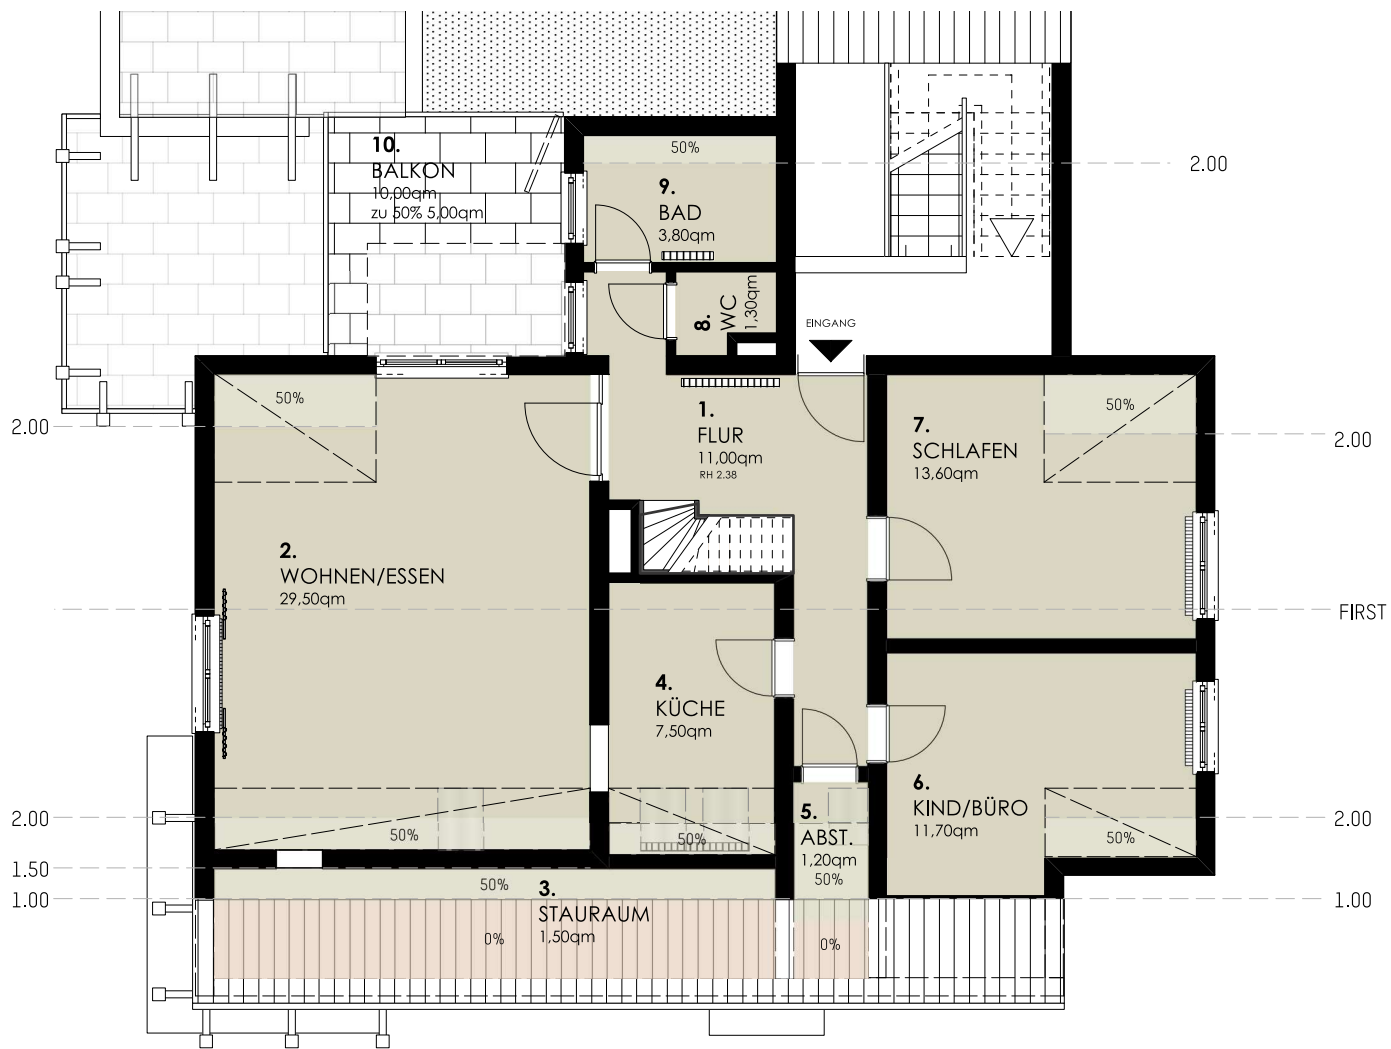 10.
BALKON
10,00qm
zu 50% 5,00qm
50%
2.00
9.
BAD
3,80qm
8.
WC
1,30qm
EINGANG
50%
2.00
1.
FLUR
11,00qm
RH 2.38
7.
SCHLAFEN
13,60qm
50%
2.00
2.
WOHNEN/ESSEN
29,50qm
FIRST
4.
KÜCHE
7,50qm
6.
KIND/BÜRO
11,70qm
5.
ABST.
1,20qm
50%
2.00
50%
50%
50%
2.00
1.50
1.00
50%
3.
STAURAUM
1,50qm
0%
0%
1.00